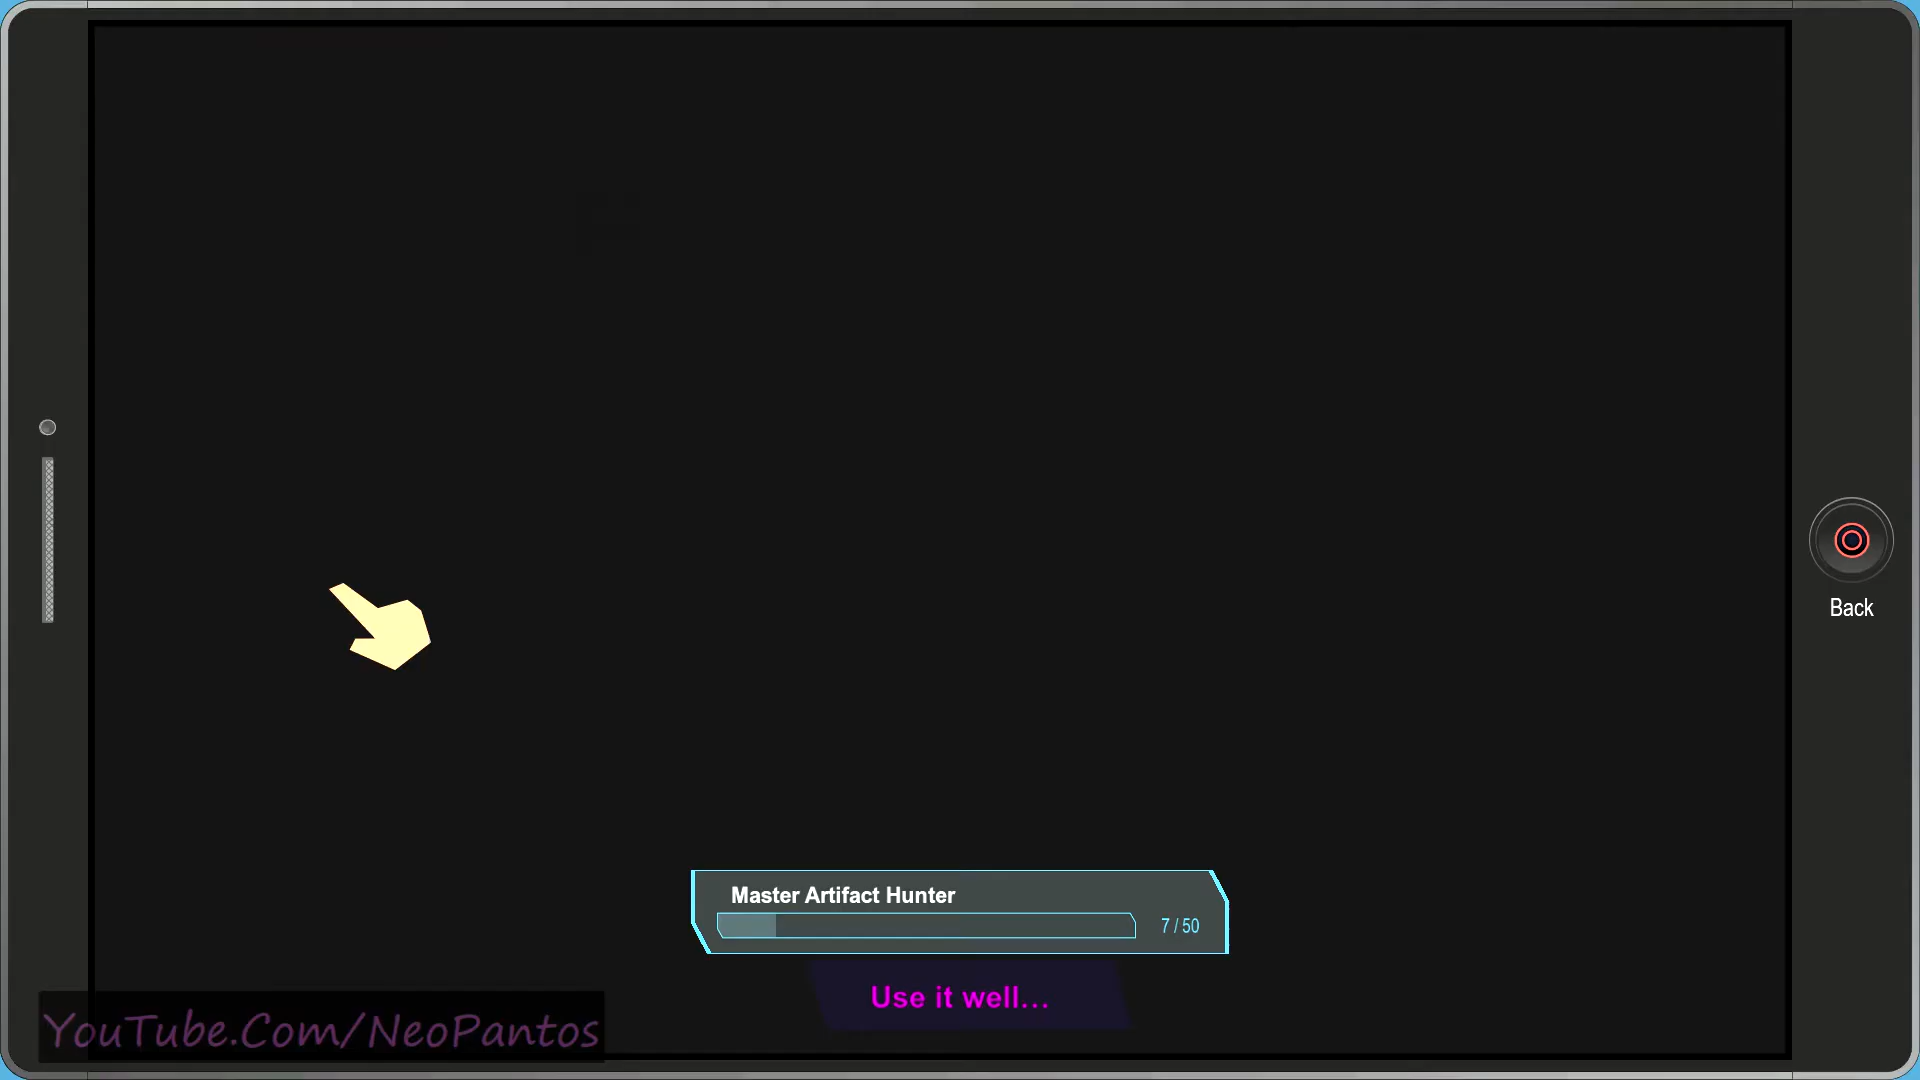 Back
Master Artifact Hunter
7 / 50
Use it well...
YouTube.Com/NeoPantos